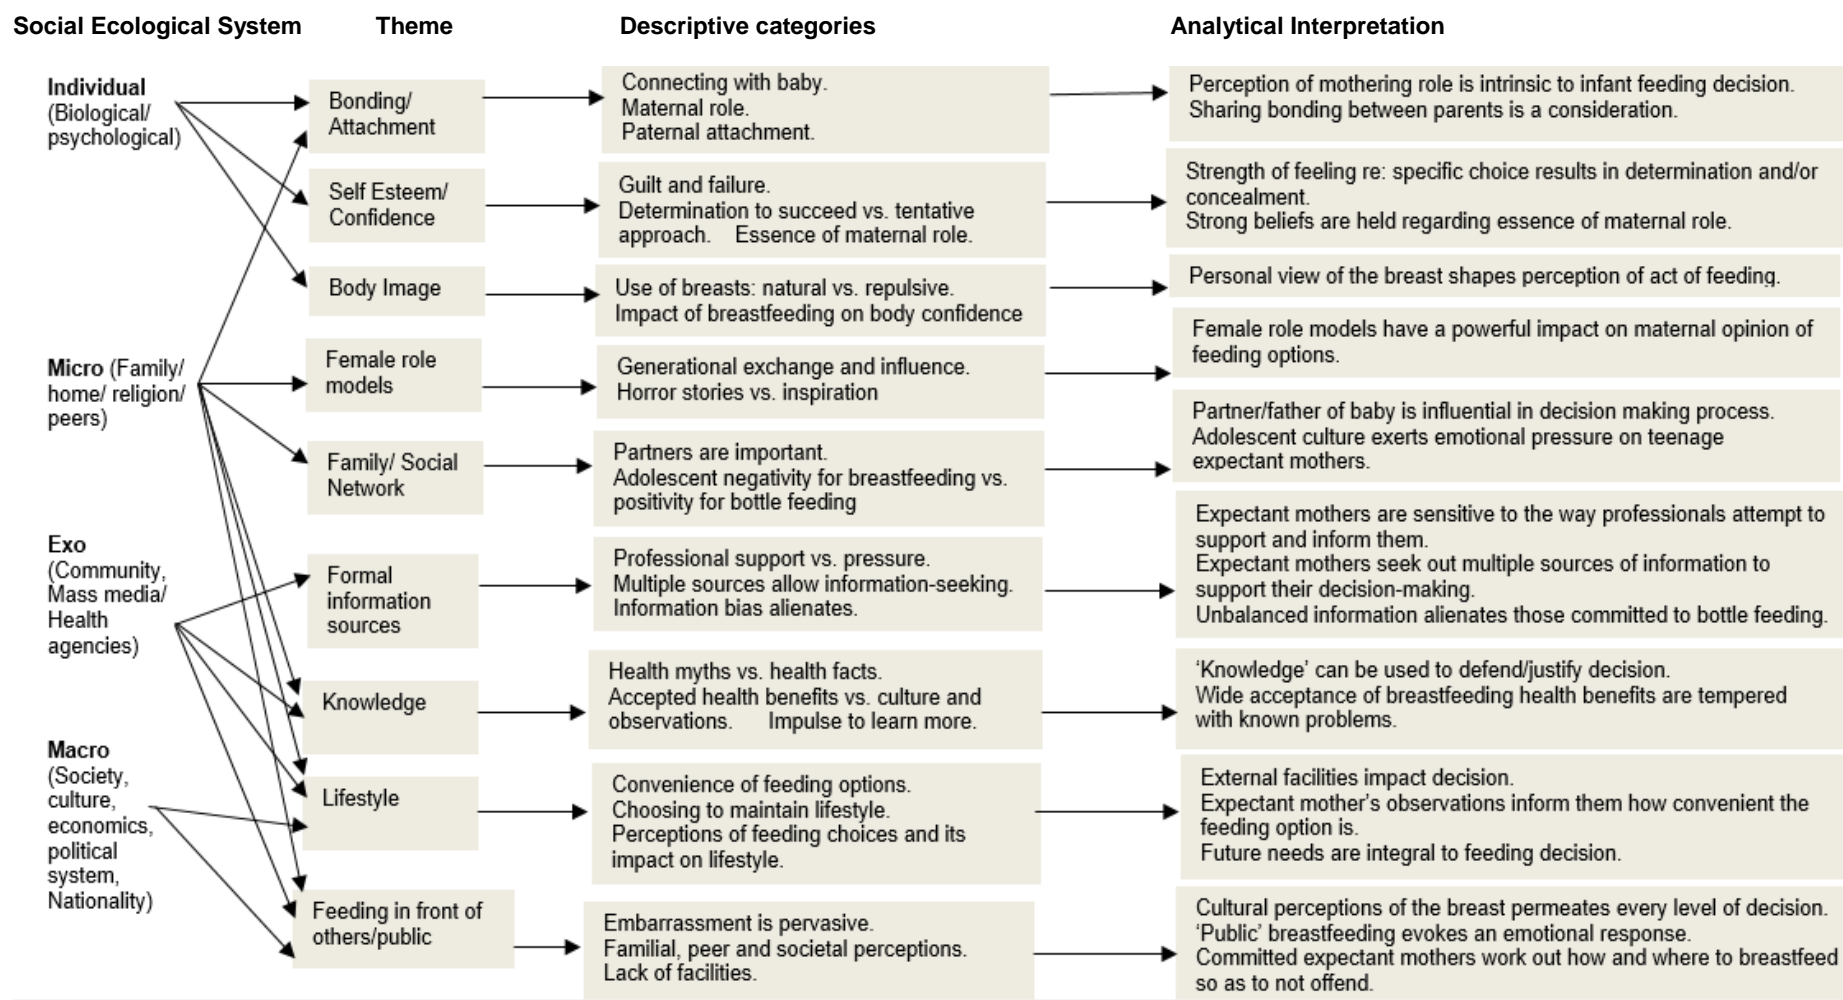 Social Ecological System
Theme
Descriptive categories
Analytical Interpretation
Individual
(Biological/
psychological)
Bonding/
Attachment
Connecting with baby.
Maternal role.
Paternal attachment.
Perception of mothering role is intrinsic to infant feeding decision.
Sharing bonding between parents is a consideration.
Self Esteem/
Confidence
Guilt and failure.
Determination to succeed vs. tentative
approach. Essence of maternal role.
Strength of feeling re: specific choice results in determination and/or
concealment.
Strong beliefs are held regarding essence of maternal role.
Body Image
Use of breasts: natural vs. repulsive.
Impact of breastfeeding on body confidence
Personal view of the breast shapes perception of act of feeding.
Micro (Family/
home/ religion/
peers)
Female role
models
Generational exchange and influence.
Horror stories vs. inspiration
Female role models have a powerful impact on maternal opinion of
feeding options.
Family/ Social
Network
Partners are important.
Adolescent negativity for breastfeeding vs.
positivity for bottle feeding
Partner/father of baby is influential in decision making process.
Adolescent culture exerts emotional pressure on teenage
expectant mothers.
Exo
(Community,
Mass media/
Health
agencies)
Formal
information
sources
Professional support vs. pressure.
Multiple sources allow information-seeking.
Information bias alienates.
Expectant mothers are sensitive to the way professionals attempt to
support and inform them.
Expectant mothers seek out multiple sources of information to
support their decision-making.
Unbalanced information alienates those committed to bottle feeding.
Knowledge
Health myths vs. health facts.
Accepted health benefits vs. culture and
observations. Impulse to learn more.
‘Knowledge’ can be used to defend/justify decision.
Wide acceptance of breastfeeding health benefits are tempered
with known problems.
Macro
(Society,
culture,
economics,
political
system,
Nationality)
Lifestyle
Convenience of feeding options.
Choosing to maintain lifestyle.
Perceptions of feeding choices and its
impact on lifestyle.
External facilities impact decision.
Expectant mother’s observations inform them how convenient the
feeding option is.
Future needs are integral to feeding decision.
Feeding in front of
others/public
Embarrassment is pervasive.
Familial, peer and societal perceptions.
Lack of facilities.
Cultural perceptions of the breast permeates every level of decision.
‘Public’ breastfeeding evokes an emotional response.
Committed expectant mothers work out how and where to breastfeed
so as to not offend.